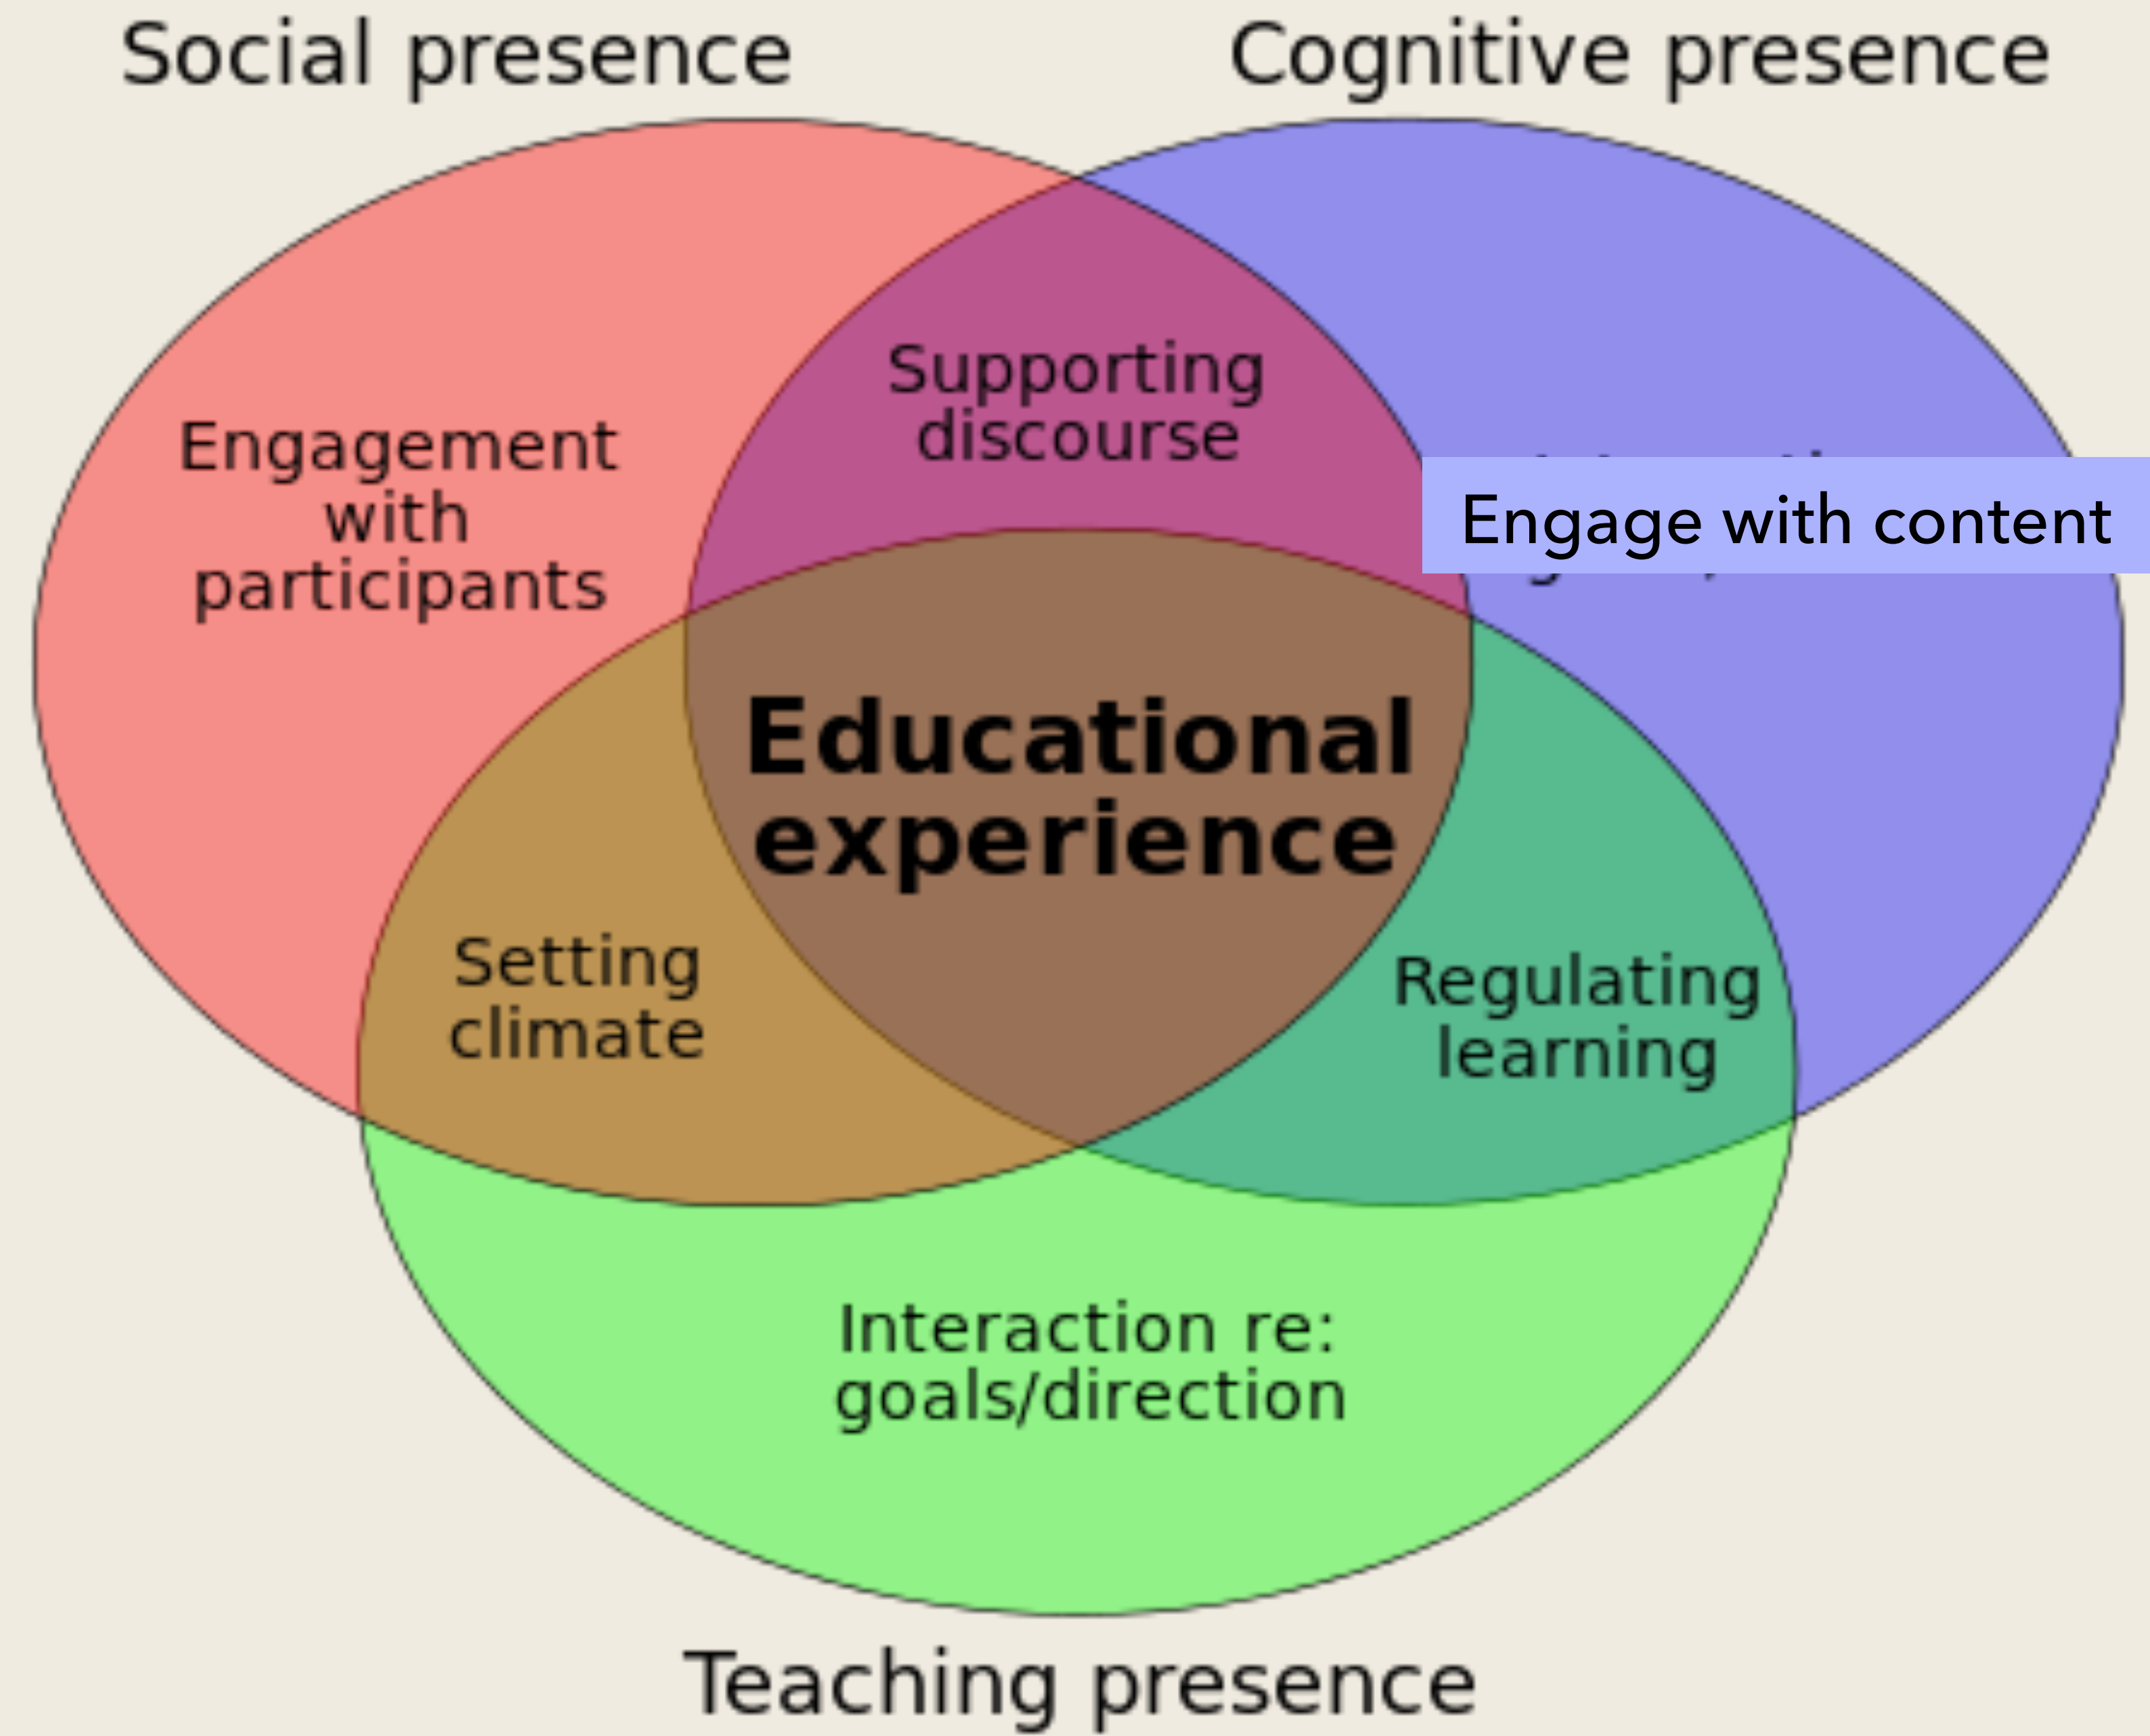 Social presence
Cognitive presence
Supporting
discourse
Engagement
with
participants
Engage with content
Educational
experience
Setting
climate
Regulating
learning
Interaction re:
goals/direction
Teaching presence